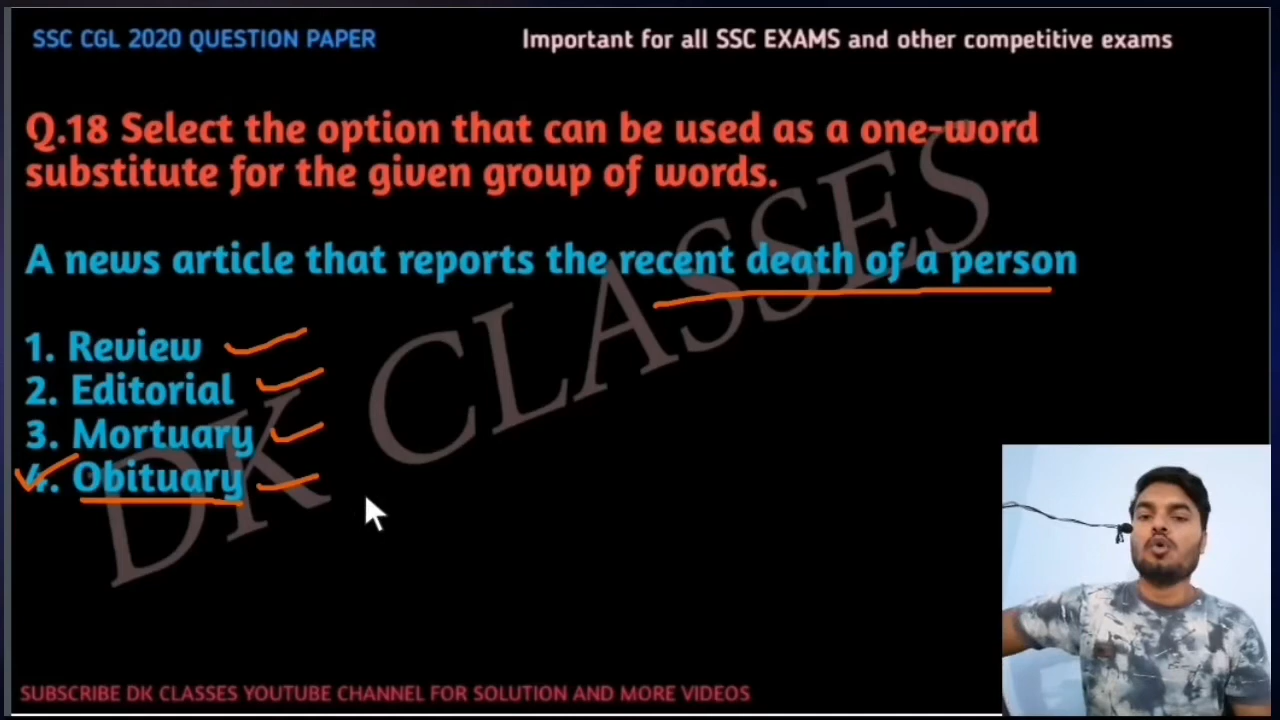 SSC CGL 2020 QUESTION PAPER
Important for all SSC EXAMS and other competitive exams
Q.18 Select the option that can be used as a one-word
substitute for the given group of words.
A news article that reports the recent death of a person
1. Review
2. Editorial
3. Mortuary
4. Obituary
DK CLASSES
SUBSCRIBE DK CLASSES YOUTUBE CHANNEL FOR SOLUTION AND MORE VIDEOS